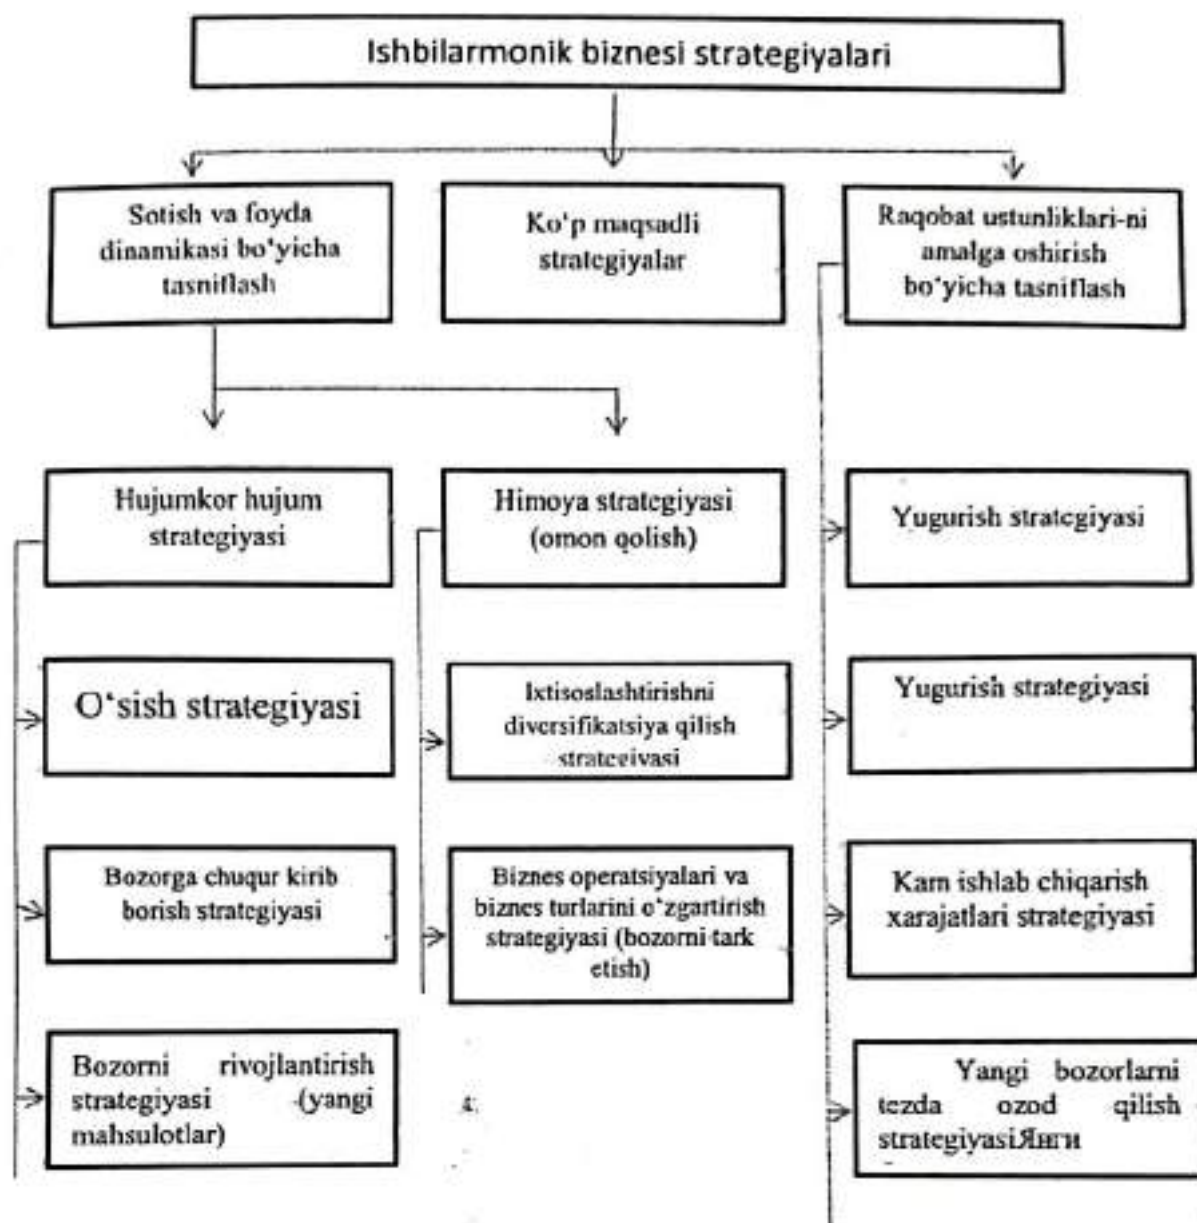 Ishbilarmonik biznesi strategiyalari
Sotish va foyda
dinamikasi bo‘yicha
tasniflash
Ko‘p maqsadli
strategiyalar
Raqobat ustunliklari-ni
amalga oshirish
bo‘yicha tasniflash
Hujumkor hujum
strategiyasi
Himoya strategiyasi
(omon qolish)
Yugurish strategiyasi
O‘sish strategiyasi
Ixtisoslashtirishni
diversifikatsiya qilish
strategiyasi
Yugurish strategiyasi
Bozorga chuqur kirib
borish strategiyasi
Biznes operatsiyalari va
biznes turlarini o‘zgartirish
strategiyasi (bozorni tark
etish)
Kam ishlab chiqarish
xarajatlari strategiyasi
Bozorni rivojlantirish
strategiyasi (yangi
mahsulotlar)
Yangi bozorlarni
tezda ozod qilish
strategiyasiЯнги